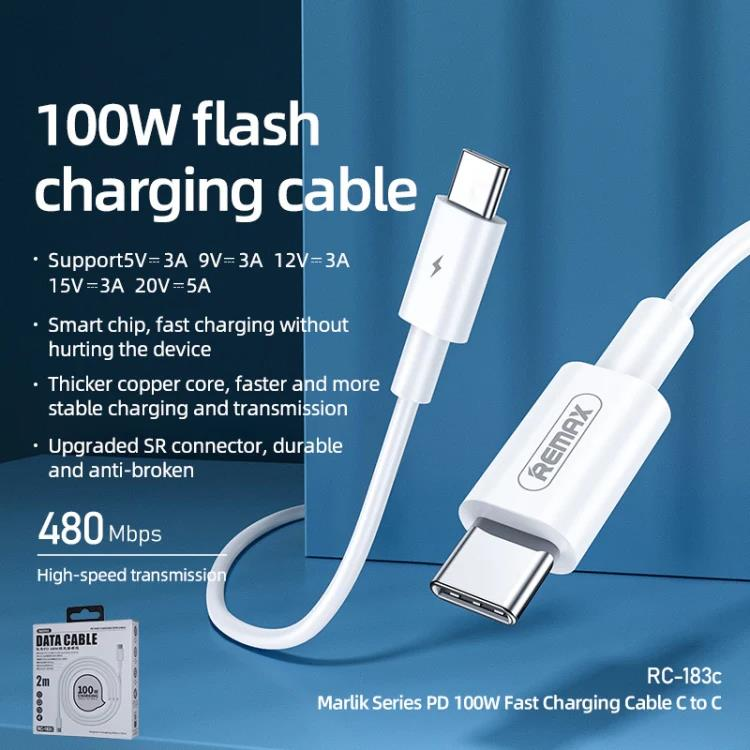 100W flash
charging cable
· Support5V⎓3A 9V⎓3A 12V⎓3A
15V⎓3A 20V⎓5A
· Smart chip, fast charging without
hurting the device
· Thicker copper core, faster and more
stable charging and transmission
· Upgraded SR connector, durable
and anti-broken
480 Mbps
High-speed transmission
REMAX
DATA CABLE
2m
100W
RC-183c
RC-183c
Marlik Series PD 100W Fast Charging Cable C to C